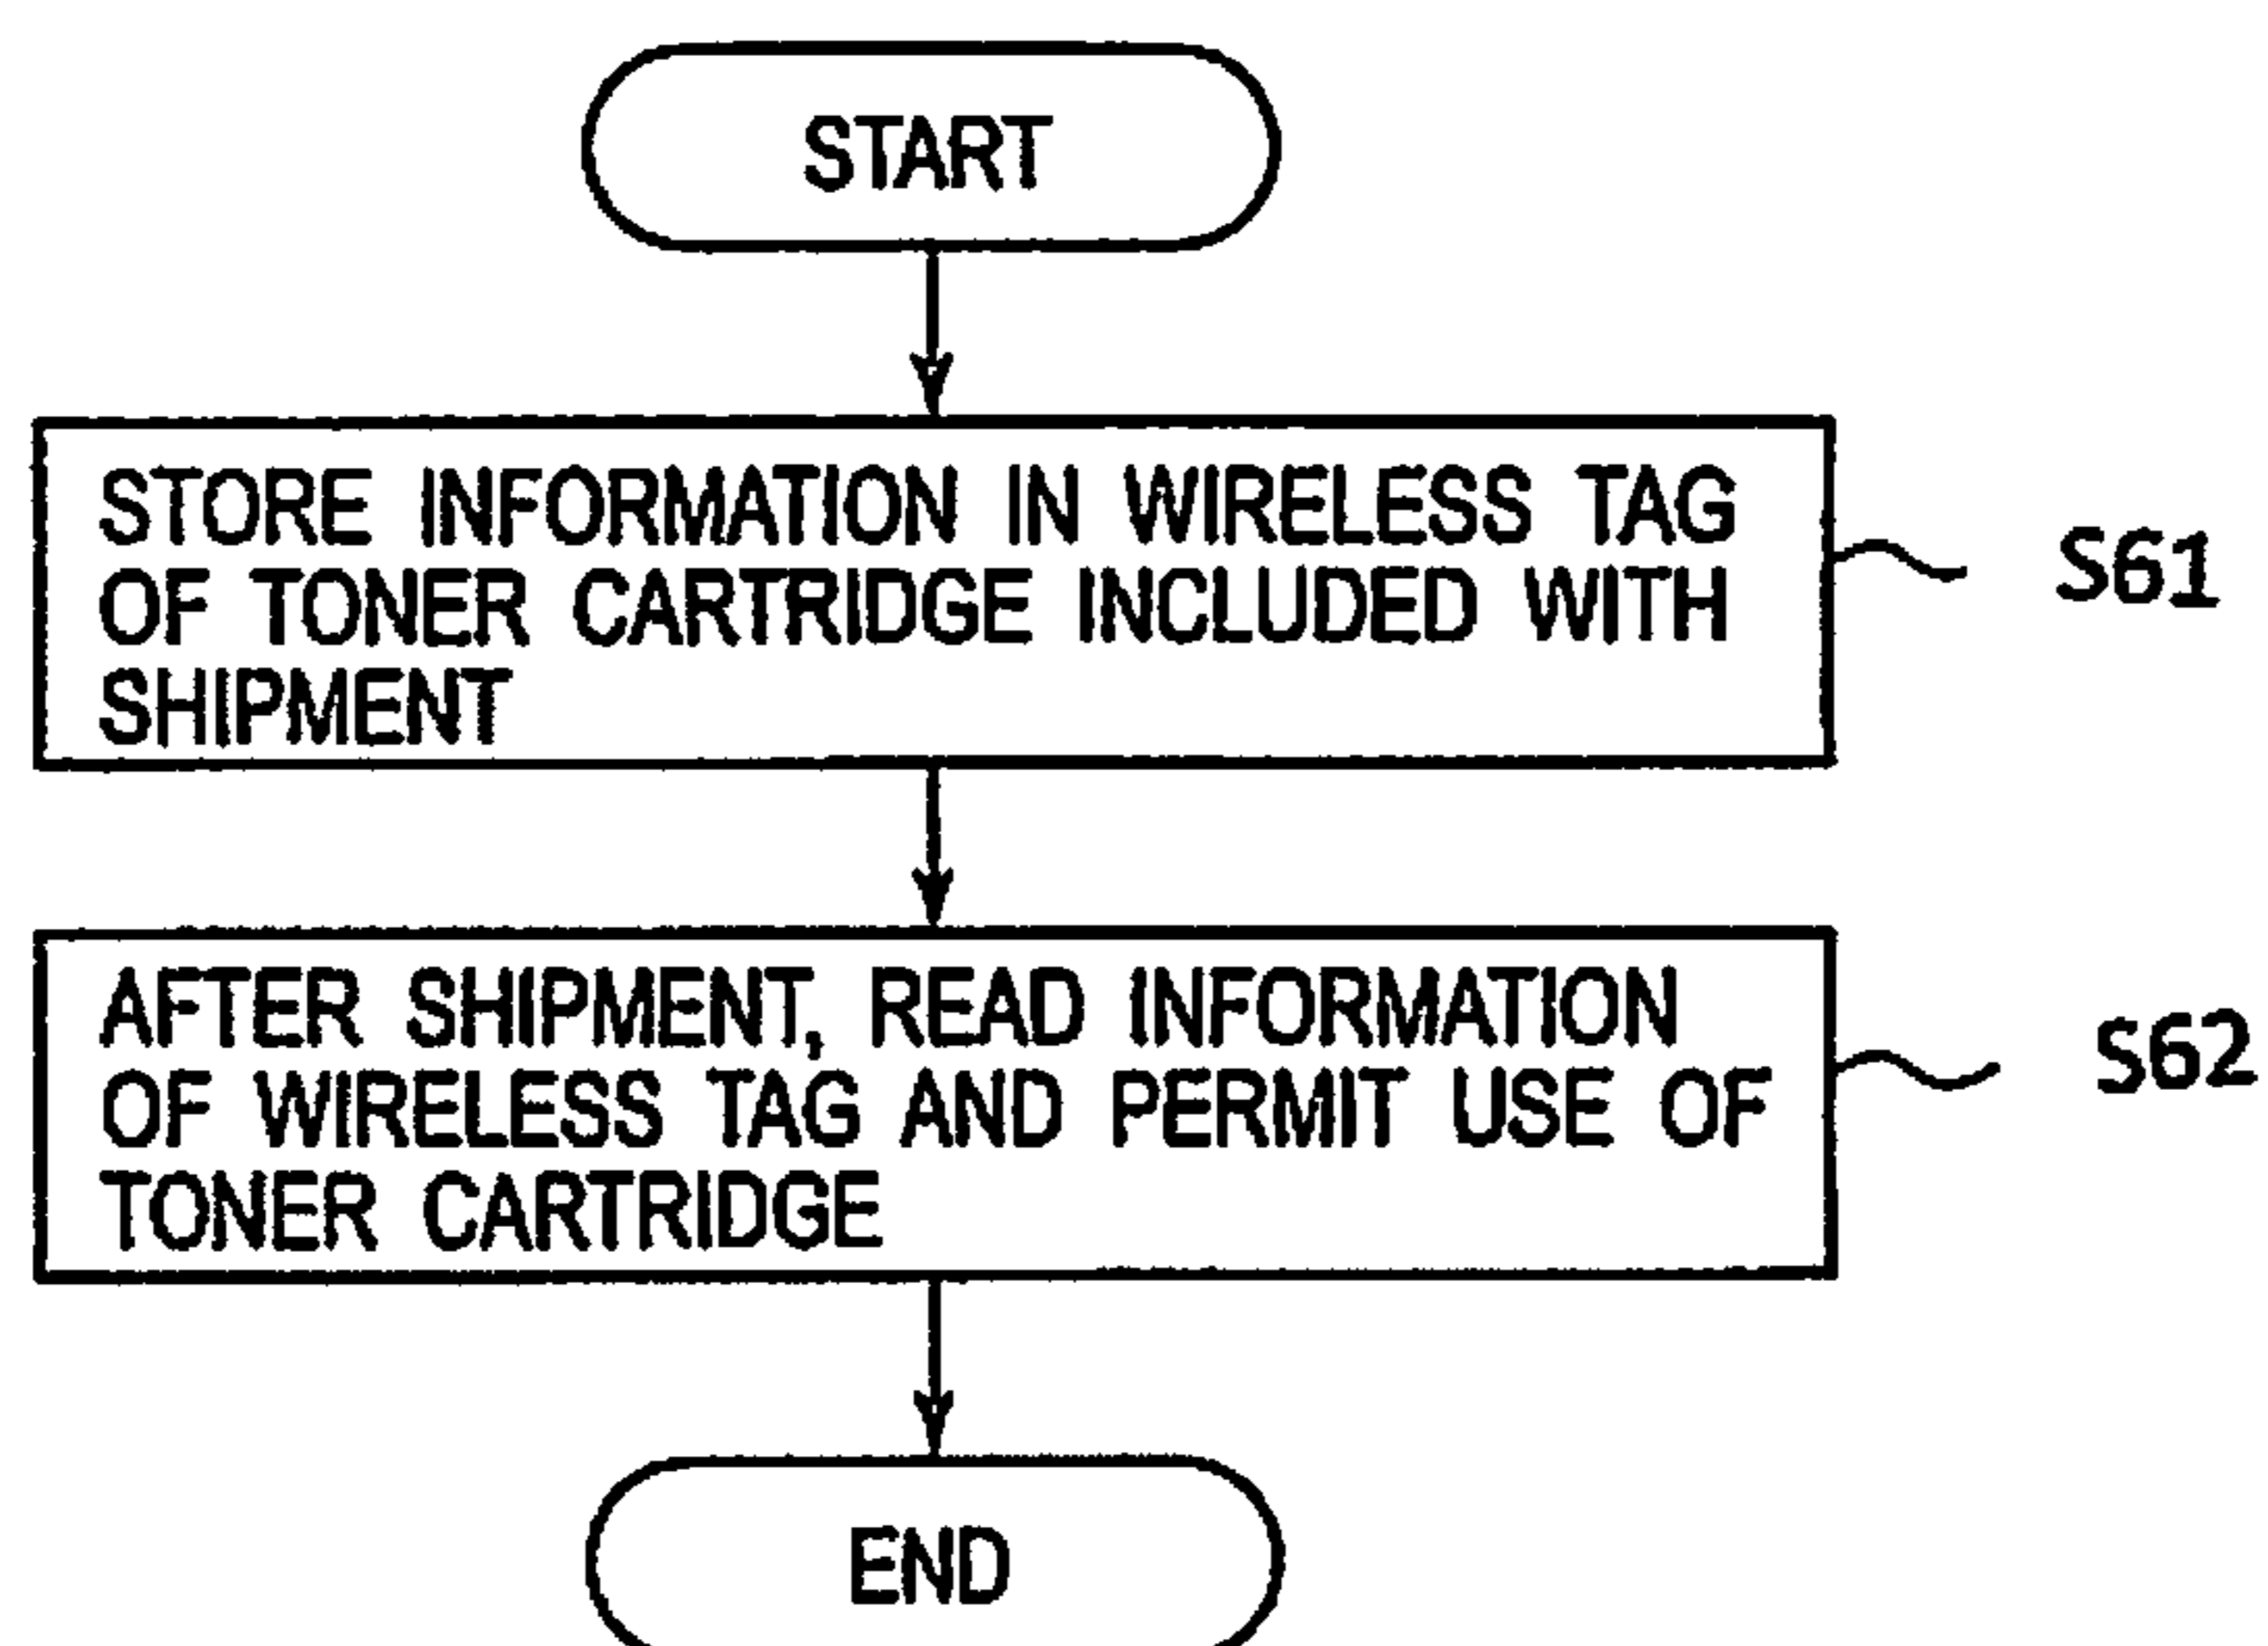 START
STORE INFORMATION IN WIRELESS TAG
OF TONER CARTRIDGE INCLUDED WITH
SHIPMENT
S61
AFTER SHIPMENT, READ INFORMATION
OF WIRELESS TAG AND PERMIT USE OF
TONER CARTRIDGE
S62
END